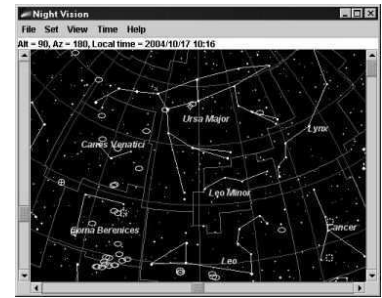 Night Vision
File Set View Time Help
Alt = 90, Az = 180, Local time = 2004/10/17 10:16
Ursa Major
Lynx
Canes Venatici
Leo Minor
Coma Berenices
Cancer
Leo